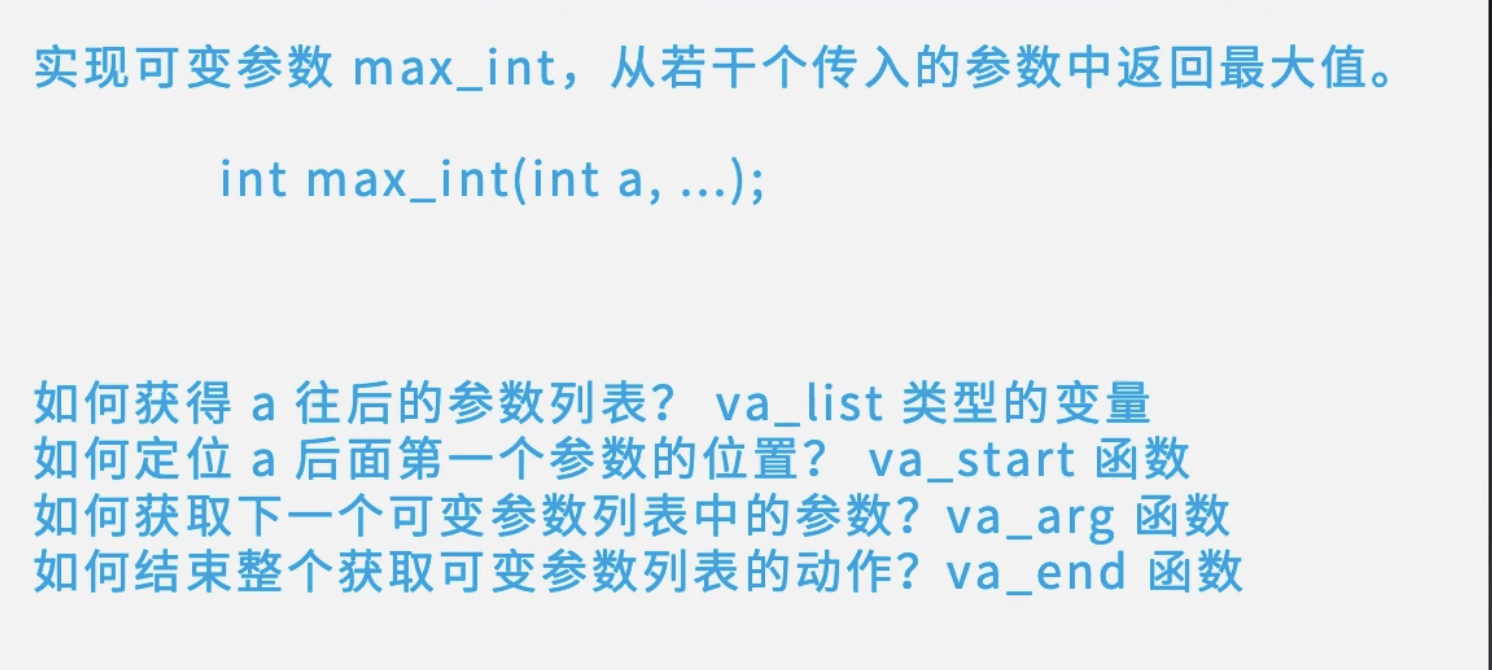 实现可变参数 max_int，从若干个传入的参数中返回最大值。
int max_int(int a, ...);
如何获得 a 往后的参数列表？ va_list 类型的变量
如何定位 a 后面第一个参数的位置？ va_start 函数
如何获取下一个可变参数列表中的参数？va_arg 函数
如何结束整个获取可变参数列表的动作？va_end 函数